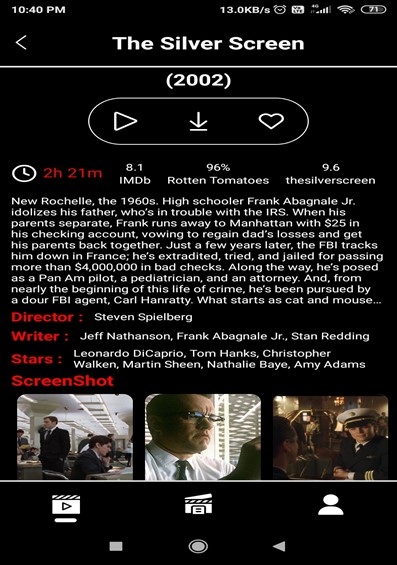 10:40 PM 13.0KB/s 4G 71
The Silver Screen
(2002)
2h 21m
8.1 96% 9.6
IMDb Rotten Tomatoes thesilverscreen
New Rochelle, the 1960s. High schooler Frank Abagnale Jr.
idolizes his father, who's in trouble with the IRS. When his
parents separate, Frank runs away to Manhattan with $25 in
his checking account, vowing to regain dad's losses and get
his parents back together. Just a few years later, the FBI tracks
him down in France; he's extradited, tried, and jailed for passing
more than $4,000,000 in bad checks. Along the way, he's posed
as a Pan Am pilot, a pediatrician, and an attorney. And, from
nearly the beginning of this life of crime, he's been pursued by
a dour FBI agent, Carl Hanratty. What starts as cat and mouse...
Director : Steven Spielberg
Writer : Jeff Nathanson, Frank Abagnale Jr., Stan Redding
Stars : Leonardo DiCaprio, Tom Hanks, Christopher
Walken, Martin Sheen, Nathalie Baye, Amy Adams
ScreenShot